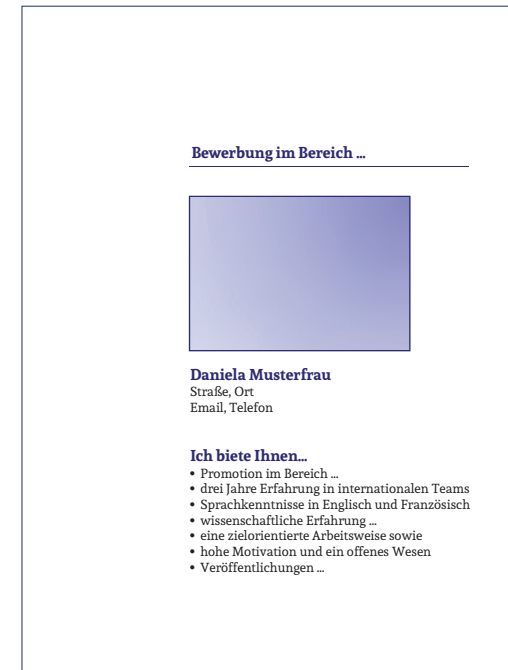 Bewerbung im Bereich ...
Daniela Musterfrau
Straße, Ort
Email, Telefon
Ich biete Ihnen...
• Promotion im Bereich ...
• drei Jahre Erfahrung in internationalen Teams
• Sprachkenntnisse in Englisch und Französisch
• wissenschaftliche Erfahrung ...
• eine zielorientierte Arbeitsweise sowie
• hohe Motivation und ein offenes Wesen
• Veröffentlichungen ...